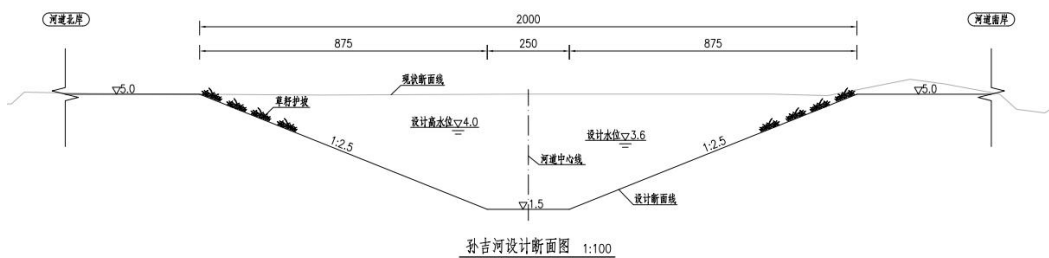 河道北岸
2000
河道南岸
875
250
875
5.0
现状断面线
5.0
草籽护坡
设计高水位 4.0
设计水位 3.6
1:2.5
河道中心线
1:2.5
1.5
设计断面线
孙吉河设计断面图 1:100